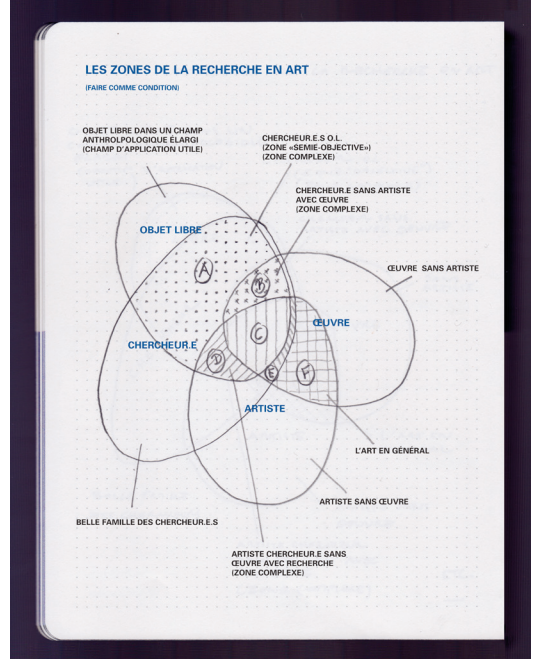 LES ZONES DE LA RECHERCHE EN ART
(FAIRE COMME CONDITION)
OBJET LIBRE DANS UN CHAMP
ANTHROLPOLOGIQUE ÉLARGI
(CHAMP D'APPLICATION UTILE)
CHERCHEUR.E.S O.L.
(ZONE «SEMIE-OBJECTIVE»)
(ZONE COMPLEXE)
CHERCHEUR.E SANS ARTISTE
AVEC ŒUVRE
(ZONE COMPLEXE)
OBJET LIBRE
ŒUVRE SANS ARTISTE
A
B
ŒUVRE
C
CHERCHEUR.E
D
E
F
ARTISTE
L'ART EN GÉNÉRAL
ARTISTE SANS ŒUVRE
BELLE FAMILLE DES CHERCHEUR.E.S
ARTISTE CHERCHEUR.E SANS
ŒUVRE AVEC RECHERCHE
(ZONE COMPLEXE)